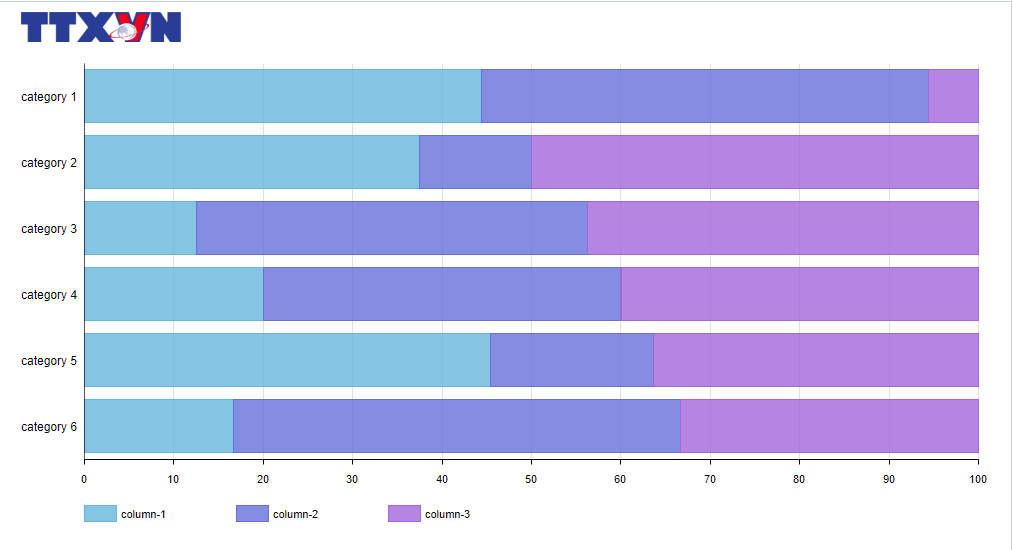 TTXVN
category 1
category 2
category 3
category 4
category 5
category 6
0 10 20 30 40 50 60 70 80 90 100
column-1 column-2 column-3